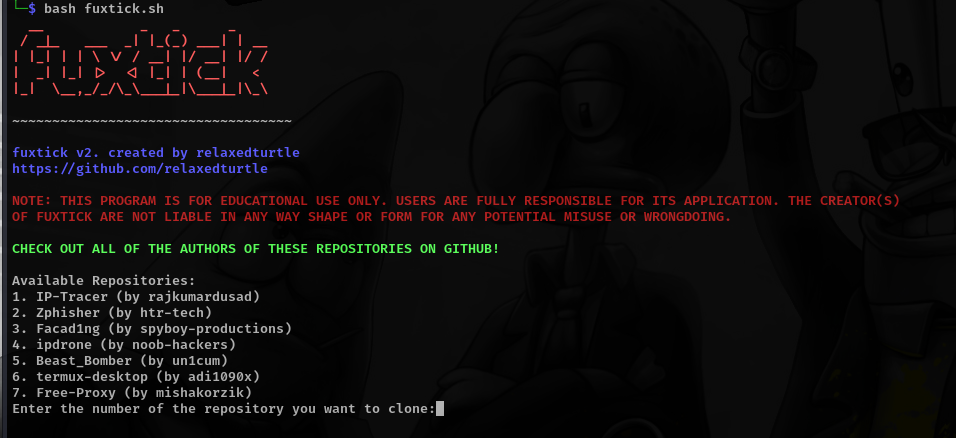 └─$ bash fuxtick.sh
Fuxtick
~~~~~~~~~~~~~~~~~~~~~~~~~~~~~~~~~~~
fuxtick v2. created by relaxedturtle
https://github.com/relaxedturtle
NOTE: THIS PROGRAM IS FOR EDUCATIONAL USE ONLY. USERS ARE FULLY RESPONSIBLE FOR ITS APPLICATION. THE CREATOR(S)
OF FUXTICK ARE NOT LIABLE IN ANY WAY SHAPE OR FORM FOR ANY POTENTIAL MISUSE OR WRONGDOING.
CHECK OUT ALL OF THE AUTHORS OF THESE REPOSITORIES ON GITHUB!
Available Repositories:
1. IP-Tracer (by rajkumardusad)
2. Zphisher (by htr-tech)
3. Facad1ng (by spyboy-productions)
4. ipdrone (by noob-hackers)
5. Beast_Bomber (by un1cum)
6. termux-desktop (by adi1090x)
7. Free-Proxy (by mishakorzik)
Enter the number of the repository you want to clone: